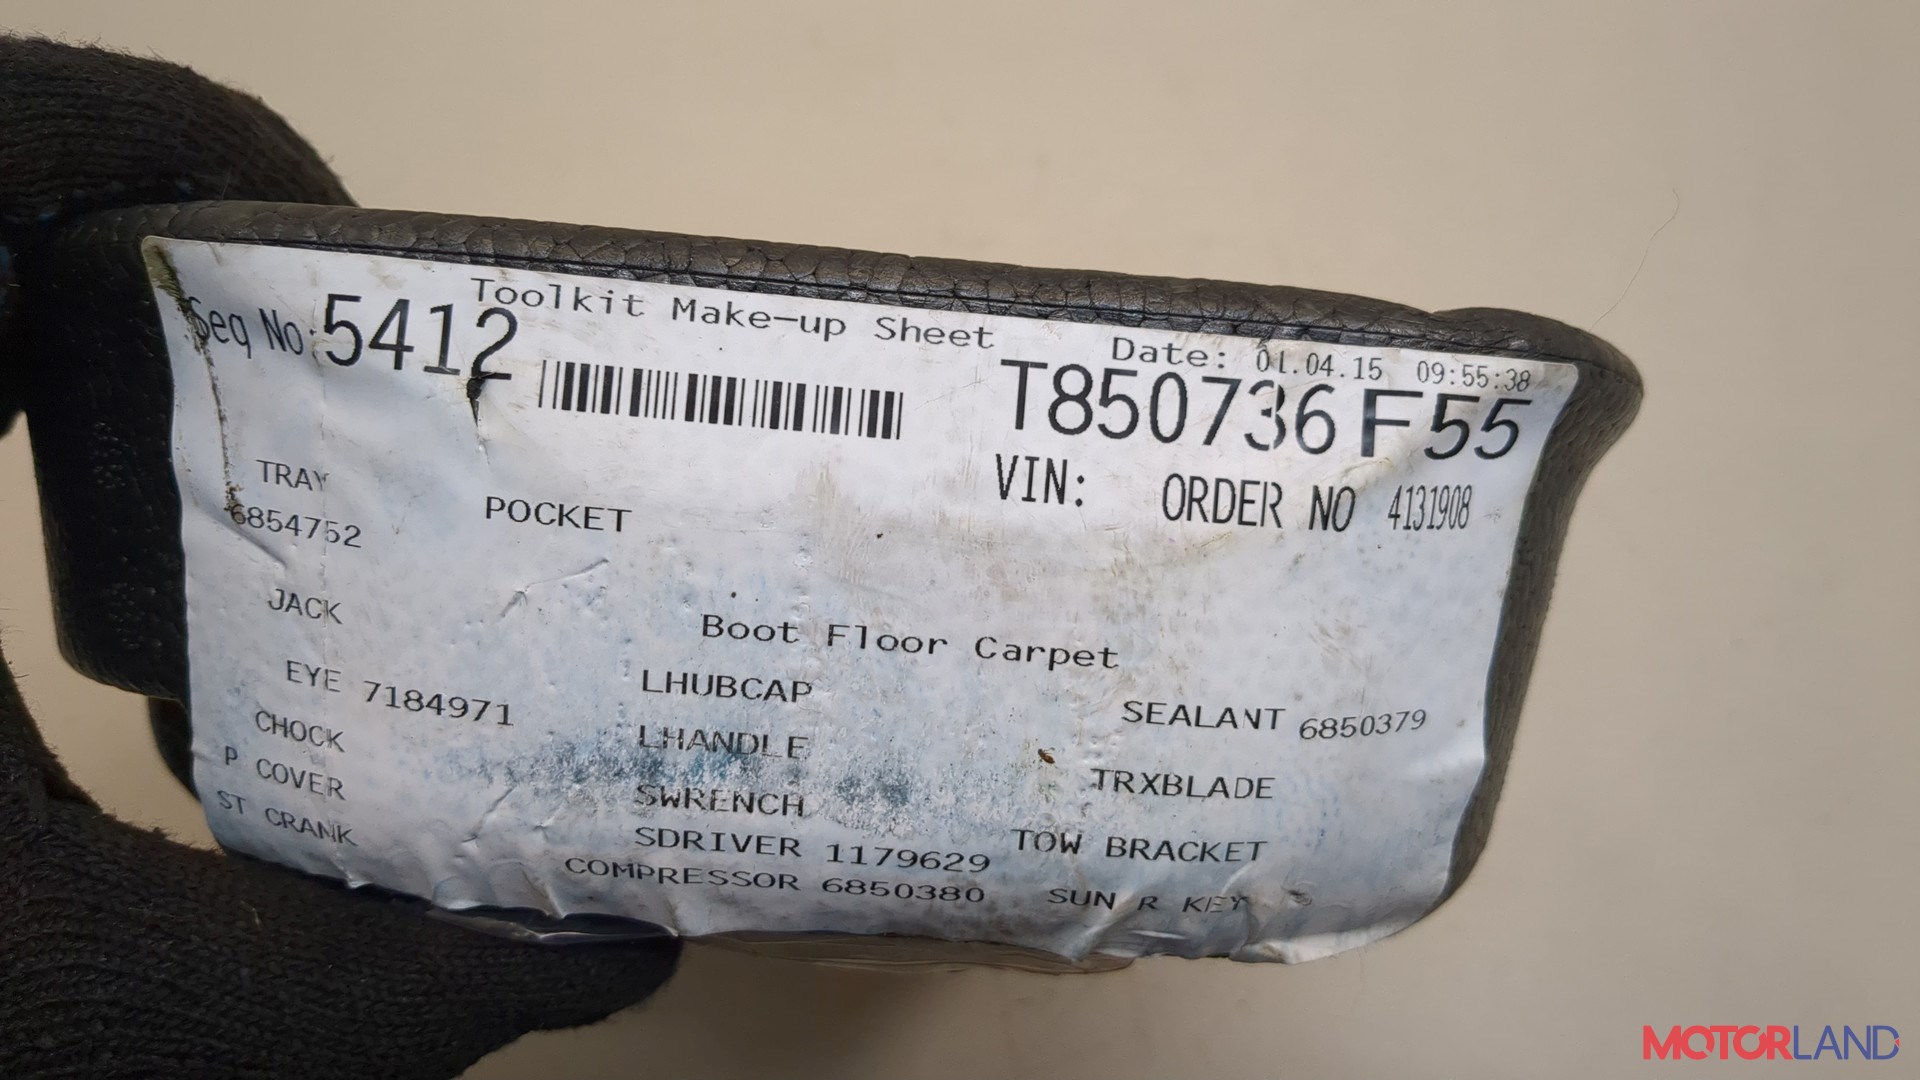 Toolkit Make-up Sheet
Seq No: 5412
Date: 01.04.15 09:55:38
T850736 F55
VIN: ORDER NO 4131908
TRAY
6854752
POCKET
JACK
Boot Floor Carpet
EYE 7184971
LHUBCAP
SEALANT 6850379
CHOCK
LHANDLE
TRXBLADE
P COVER
SWRENCH
TOW BRACKET
ST CRANK
SDRIVER 1179629
COMPRESSOR 6850380
SUN R KEY
MOTORLAND